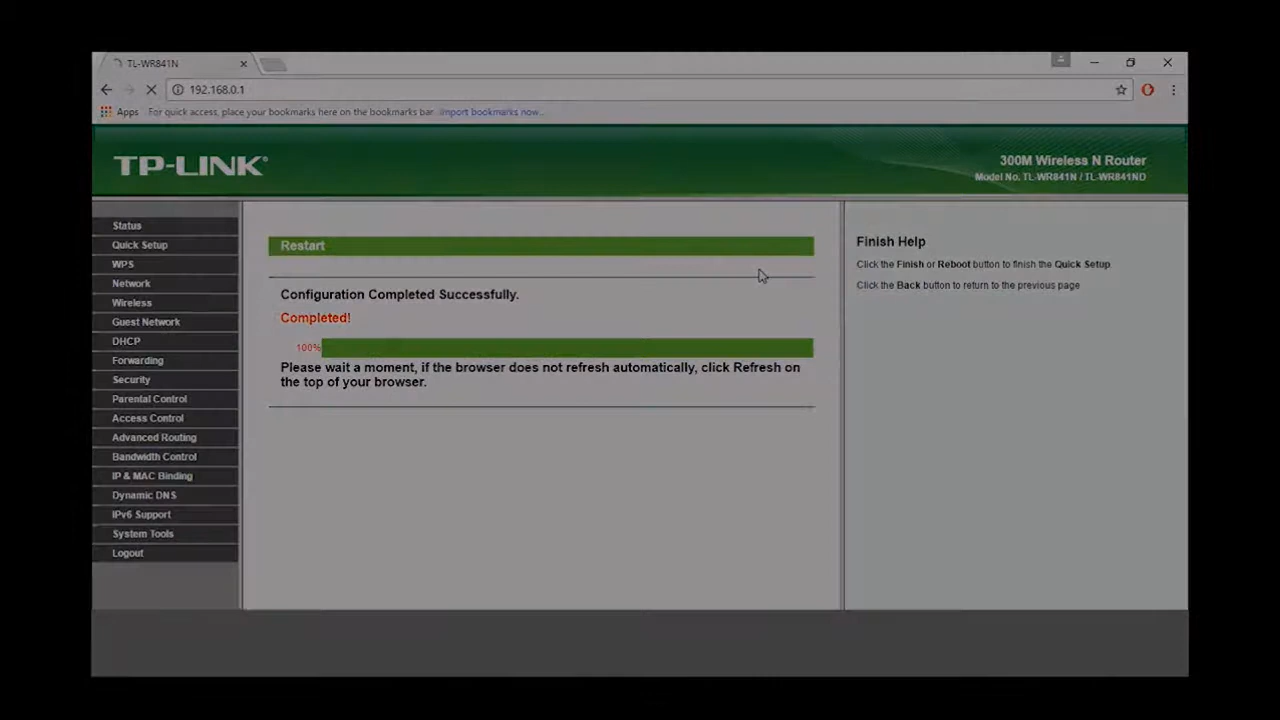 TL-WR841N
192.168.0.1
Apps For quick access, place your bookmarks here on the bookmarks bar. Import bookmarks now...
TP-LINK®
300M Wireless N Router
Model No. TL-WR841N / TL-WR841ND
Status
Quick Setup
WPS
Network
Wireless
Guest Network
DHCP
Forwarding
Security
Parental Control
Access Control
Advanced Routing
Bandwidth Control
IP & MAC Binding
Dynamic DNS
IPv6 Support
System Tools
Logout
Restart
Configuration Completed Successfully.
Completed!
100%
Please wait a moment, if the browser does not refresh automatically, click Refresh on
the top of your browser.
Finish Help
Click the Finish or Reboot button to finish the Quick Setup.
Click the Back button to return to the previous page